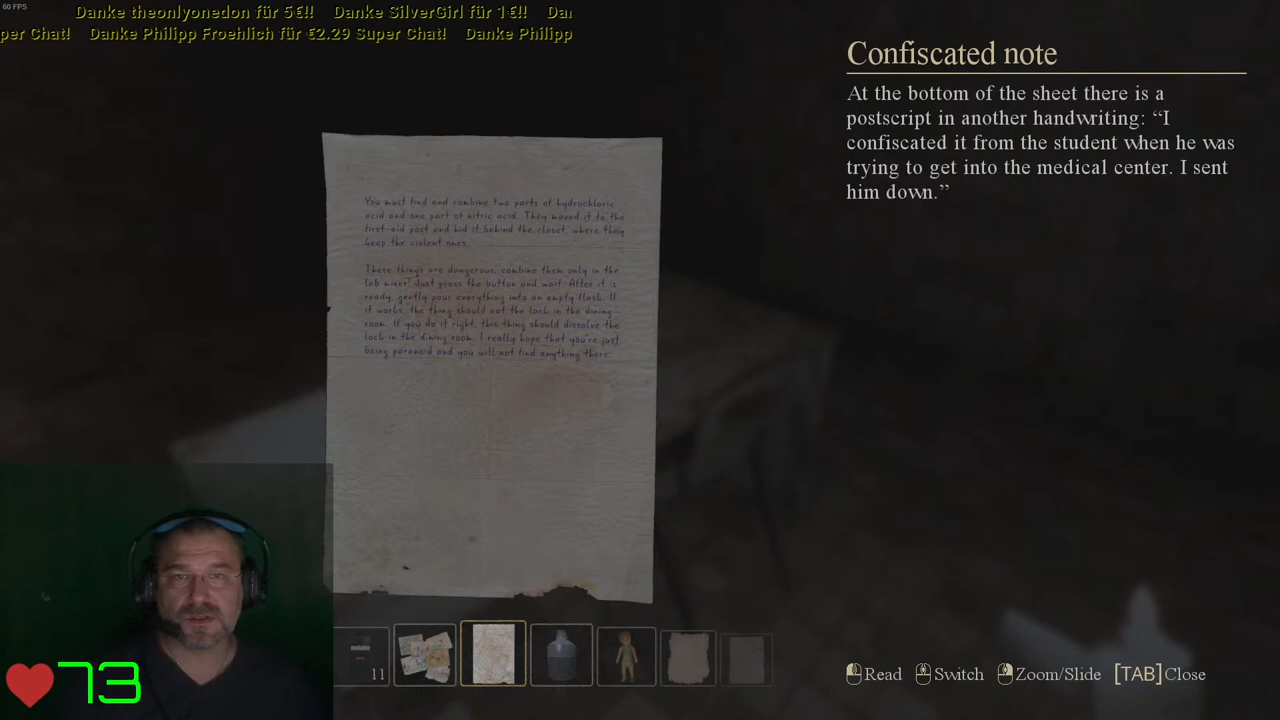 60 FPS
Danke theonlyonedon für 5€!! Danke SilverGirl für 1€!!
per Chat! Danke Philipp Froehlich für €2.29 Super Chat! Danke Philipp
Confiscated note
At the bottom of the sheet there is a
postscript in another handwriting: “I
confiscated it from the student when he was
trying to get into the medical center. I sent
him down.”
You must find and combine two parts of hydrochloric
acid and one part of nitric acid. They moved it to the
first-aid post and hid it behind the closet, where they
keep the violent ones.
These things are dangerous, combine them only in the
lab mixer. Just press the button and wait. After it is
ready, gently pour everything into an empty flask. If
it works, the thing should eat the lock in the dining
room. If you do it right, this thing should dissolve the
lock in the dining room. I really hope that you're just
being paranoid and you will not find anything there.
11
73
Read Switch Zoom/Slide [TAB]Close